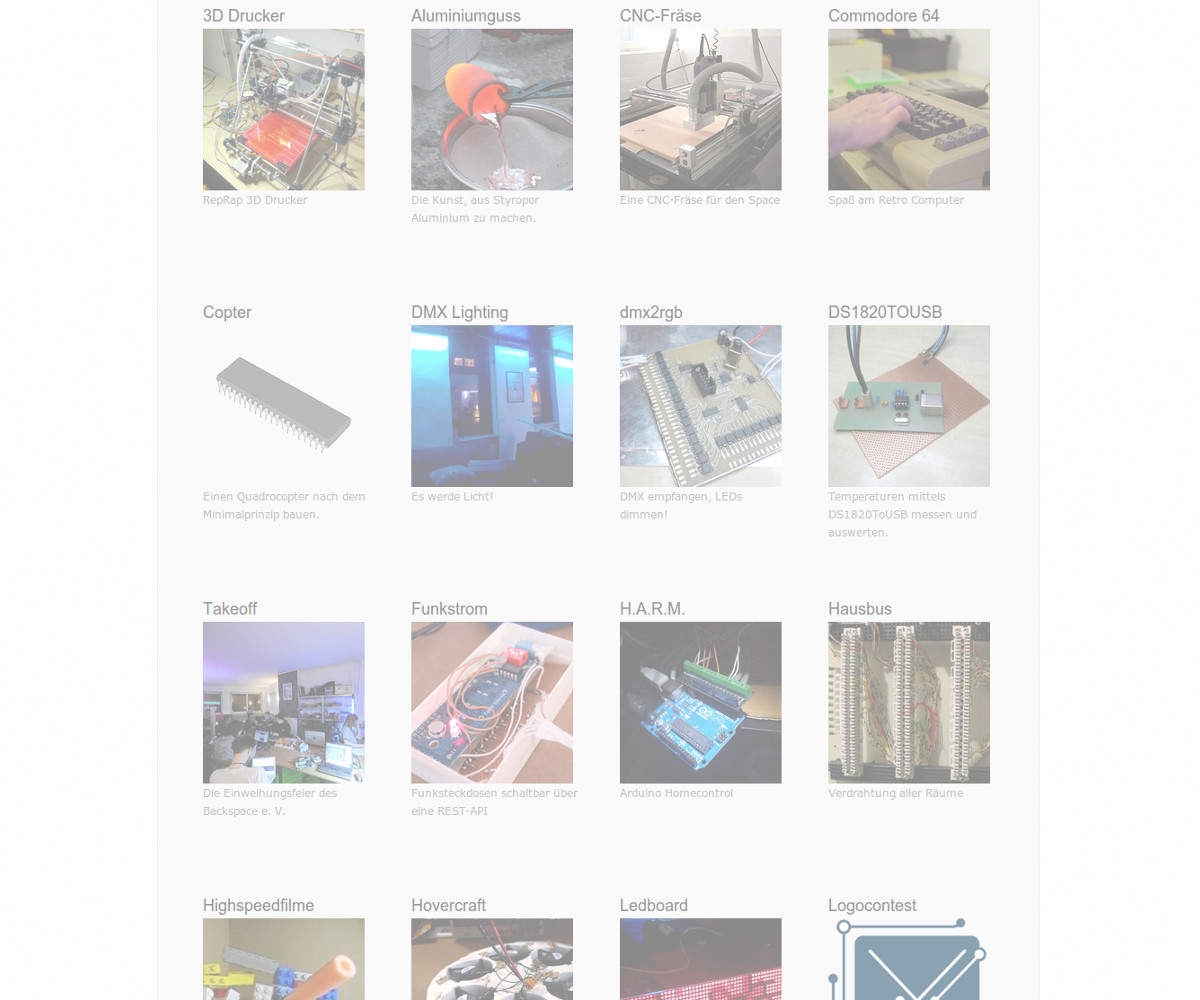 3D Drucker
Aluminiumguss
CNC-Fräse
Commodore 64
RepRap 3D Drucker
Die Kunst, aus Styropor
Aluminium zu machen.
Eine CNC-Fräse für den Space
Spaß am Retro Computer
Copter
DMX Lighting
dmx2rgb
DS1820TOUSB
Einen Quadrocopter nach dem
Minimalprinzip bauen.
Es werde Licht!
DMX empfangen, LEDs
dimmen!
Temperaturen mittels
DS1820ToUSB messen und
auswerten.
Takeoff
Funkstrom
H.A.R.M.
Hausbus
Die Einweihungsfeier des
Backspace e. V.
Funksteckdosen schaltbar über
eine REST-API
Arduino Homecontrol
Verdrahtung aller Räume
Highspeedfilme
Hovercraft
Ledboard
Logocontest